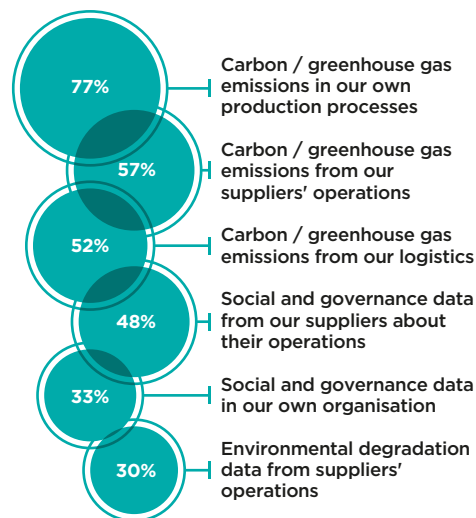 77%
Carbon / greenhouse gas
emissions in our own
production processes
57%
Carbon / greenhouse gas
emissions from our
suppliers' operations
52%
Carbon / greenhouse gas
emissions from our logistics
48%
Social and governance data
from our suppliers about
their operations
33%
Social and governance data
in our own organisation
30%
Environmental degradation
data from suppliers'
operations